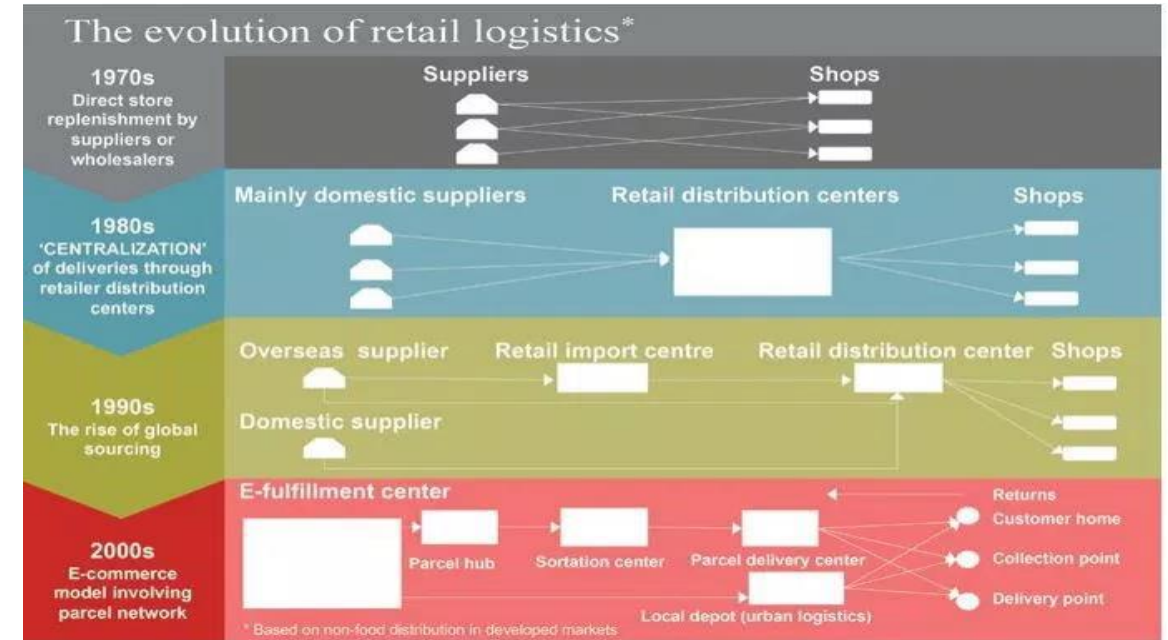 The evolution of retail logistics*
1970s
Direct store
replenishment by
suppliers or
wholesalers
Suppliers
Shops
1980s
‘CENTRALIZATION’
of deliveries through
retailer distribution
centers
Mainly domestic suppliers
Retail distribution centers
Shops
1990s
The rise of global
sourcing
Overseas supplier
Retail import centre
Retail distribution center
Shops
Domestic supplier
2000s
E-commerce
model involving
parcel network
E-fulfillment center
Parcel hub
Sortation center
Parcel delivery center
Local depot (urban logistics)
Returns
Customer home
Collection point
Delivery point
* Based on non-food distribution in developed markets